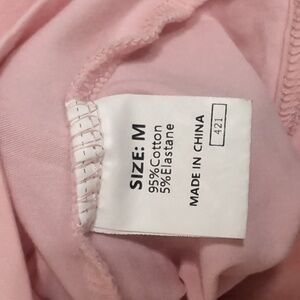 SIZE: M
95%Cotton
5%Elastane
MADE IN CHINA
421